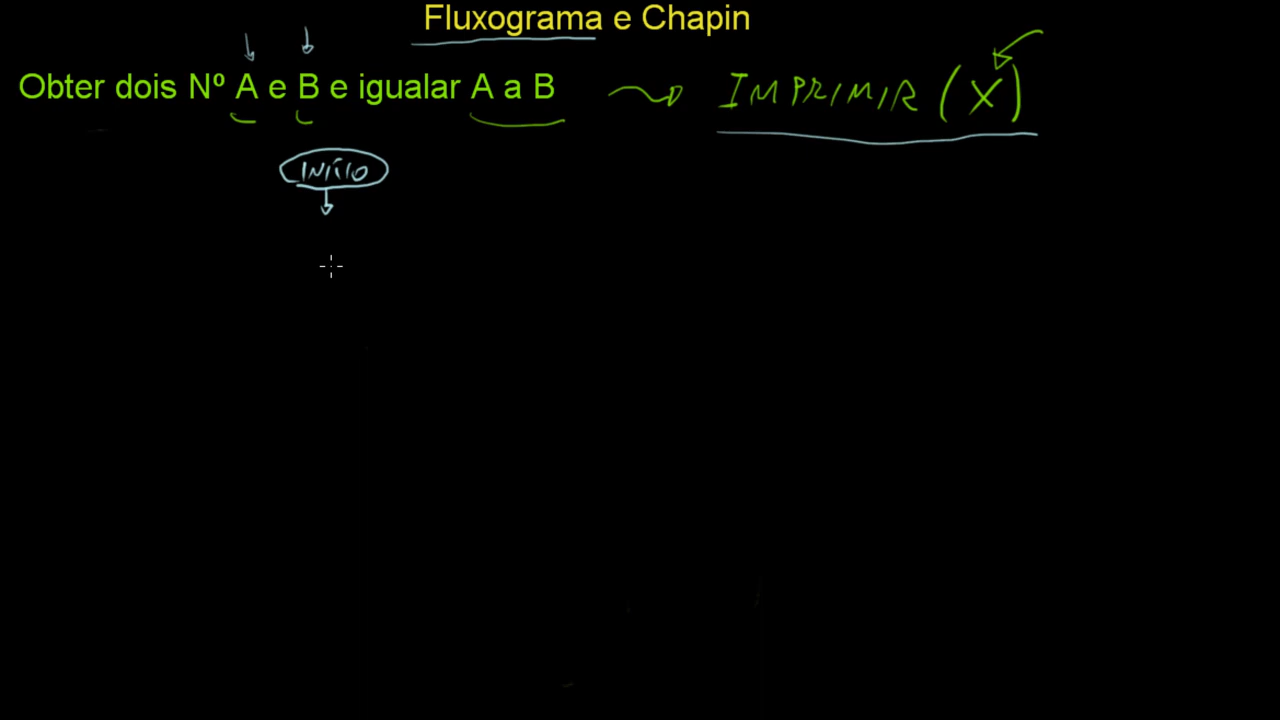 Fluxograma e Chapin
Obter dois Nº A e B e igualar A a B IMPRIMIR (X)
INÍCIO